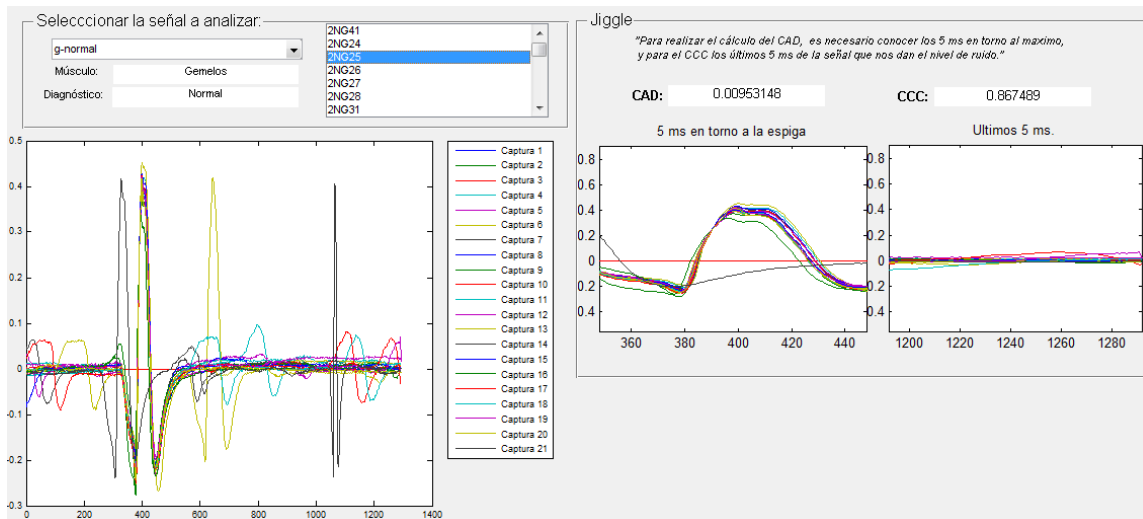 Selecccionar la señal a analizar:
g-normal
Músculo:
Gemelos
Diagnóstico:
Normal
2NG41
2NG24
2NG25
2NG26
2NG27
2NG28
2NG31
0.5
0.4
0.3
0.2
0.1
0
-0.1
-0.2
-0.3
0
200
400
600
800
1000
1200
1400
Captura 1
Captura 2
Captura 3
Captura 4
Captura 5
Captura 6
Captura 7
Captura 8
Captura 9
Captura 10
Captura 11
Captura 12
Captura 13
Captura 14
Captura 15
Captura 16
Captura 17
Captura 18
Captura 19
Captura 20
Captura 21
Jiggle
"Para realizar el cálculo del CAD, es necesario conocer los 5 ms en torno al maximo,
y para el CCC los últimos 5 ms de la señal que nos dan el nivel de ruido."
CAD:
0.00953148
CCC:
0.867489
5 ms en torno a la espiga
0.8
0.6
0.4
0.2
0
-0.2
-0.4
360
380
400
420
440
Ultimos 5 ms.
0.8
0.6
0.4
0.2
0
-0.2
-0.4
1200
1220
1240
1260
1280